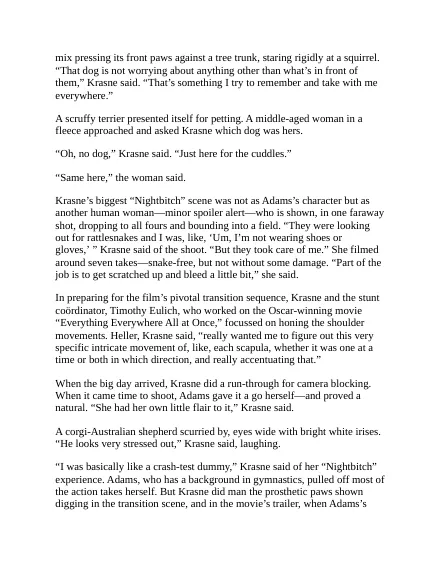 mix pressing its front paws against a tree trunk, staring rigidly at a squirrel.
“That dog is not worrying about anything other than what’s in front of
them,” Krasne said. “That’s something I try to remember and take with me
everywhere.”
A scruffy terrier presented itself for petting. A middle-aged woman in a
fleece approached and asked Krasne which dog was hers.
“Oh, no dog,” Krasne said. “Just here for the cuddles.”
“Same here,” the woman said.
Krasne’s biggest “Nightbitch” scene was not as Adams’s character but as
another human woman—minor spoiler alert—who is shown, in one faraway
shot, dropping to all fours and bounding into a field. “They were looking
out for rattlesnakes and I was, like, ‘Um, I’m not wearing shoes or
gloves,’ ” Krasne said of the shoot. “But they took care of me.” She filmed
around seven takes—snake-free, but not without some damage. “Part of the
job is to get scratched up and bleed a little bit,” she said.
In preparing for the film’s pivotal transition sequence, Krasne and the stunt
coördinator, Timothy Eulich, who worked on the Oscar-winning movie
“Everything Everywhere All at Once,” focussed on honing the shoulder
movements. Heller, Krasne said, “really wanted me to figure out this very
specific intricate movement of, like, each scapula, whether it was one at a
time or both in which direction, and really accentuating that.”
When the big day arrived, Krasne did a run-through for camera blocking.
When it came time to shoot, Adams gave it a go herself—and proved a
natural. “She had her own little flair to it,” Krasne said.
A corgi-Australian shepherd scurried by, eyes wide with bright white irises.
“He looks very stressed out,” Krasne said, laughing.
“I was basically like a crash-test dummy,” Krasne said of her “Nightbitch”
experience. Adams, who has a background in gymnastics, pulled off most of
the action takes herself. But Krasne did man the prosthetic paws shown
digging in the transition scene, and in the movie’s trailer, when Adams’s